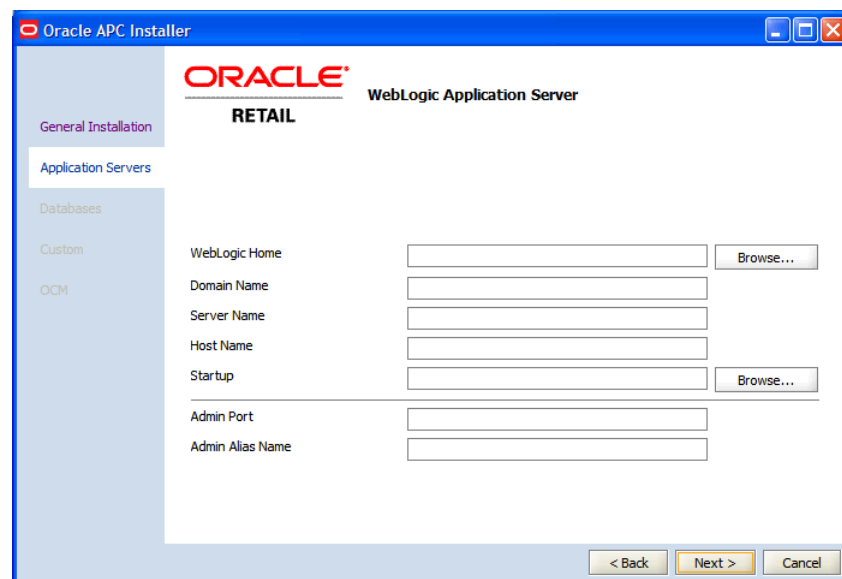 Oracle APC Installer
ORACLE
RETAIL
WebLogic Application Server
General Installation
Application Servers
Databases
Custom
OCM
WebLogic Home
Browse...
Domain Name
Server Name
Host Name
Startup
Browse...
Admin Port
Admin Alias Name
< Back
Next >
Cancel